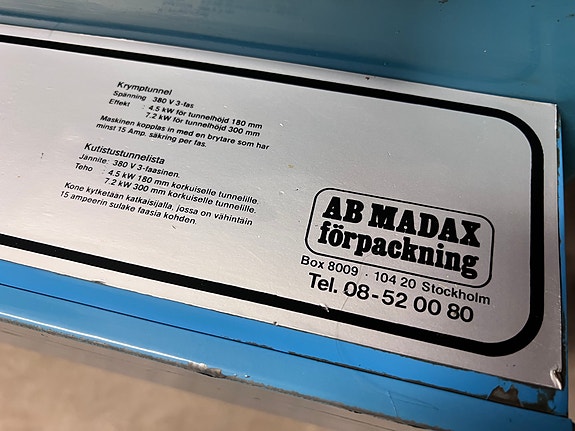 Krymptunnel
Spänning 380 V 3-fas
Effekt : 4.5 kW för tunnelhöjd 180 mm
7.2 kW för tunnelhöjd 300 mm
Maskinen kopplas in med en brytare som har
minst 15 Amp. säkring per fas.
Kutistustunnelista
Jännite: 380 V 3-faasinen.
Teho : 4.5 kW 180 mm korkuiselle tunnelille.
7.2 kW 300 mm korkuiselle tunnelille.
Kone kytketään katkaisijalla, jossa on vähintäin
15 ampeerin sulake faasia kohden.
AB MADAX
förpackning
Box 8009 . 104 20 Stockholm
Tel. 08-52 00 80